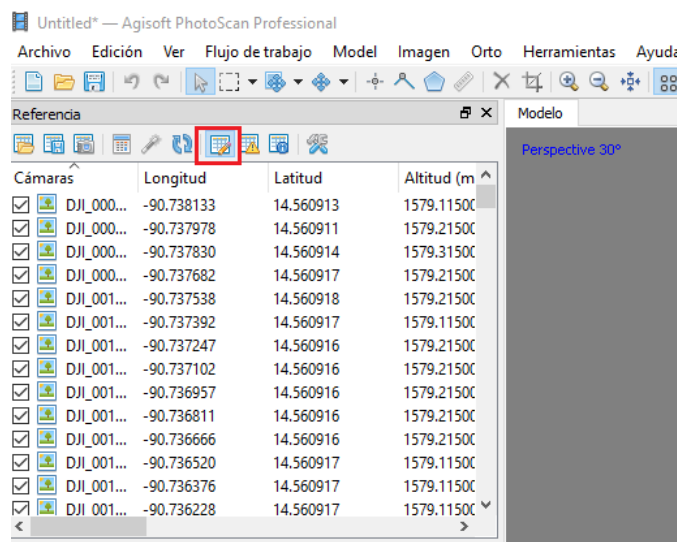 Untitled* — Agisoft PhotoScan Professional
Archivo Edición Ver Flujo de trabajo Model Imagen Orto Herramientas Ayuda
Referencia
Modelo
Perspective 30°
Cámaras Longitud Latitud Altitud (m
DJI_000... -90.738133 14.560913 1579.11500
DJI_000... -90.737978 14.560911 1579.21500
DJI_000... -90.737830 14.560914 1579.31500
DJI_000... -90.737682 14.560917 1579.21500
DJI_001... -90.737538 14.560918 1579.21500
DJI_001... -90.737392 14.560917 1579.11500
DJI_001... -90.737247 14.560916 1579.21500
DJI_001... -90.737102 14.560916 1579.21500
DJI_001... -90.736957 14.560916 1579.21500
DJI_001... -90.736811 14.560916 1579.21500
DJI_001... -90.736666 14.560916 1579.21500
DJI_001... -90.736520 14.560917 1579.11500
DJI_001... -90.736376 14.560917 1579.11500
DJI_001... -90.736228 14.560917 1579.11500